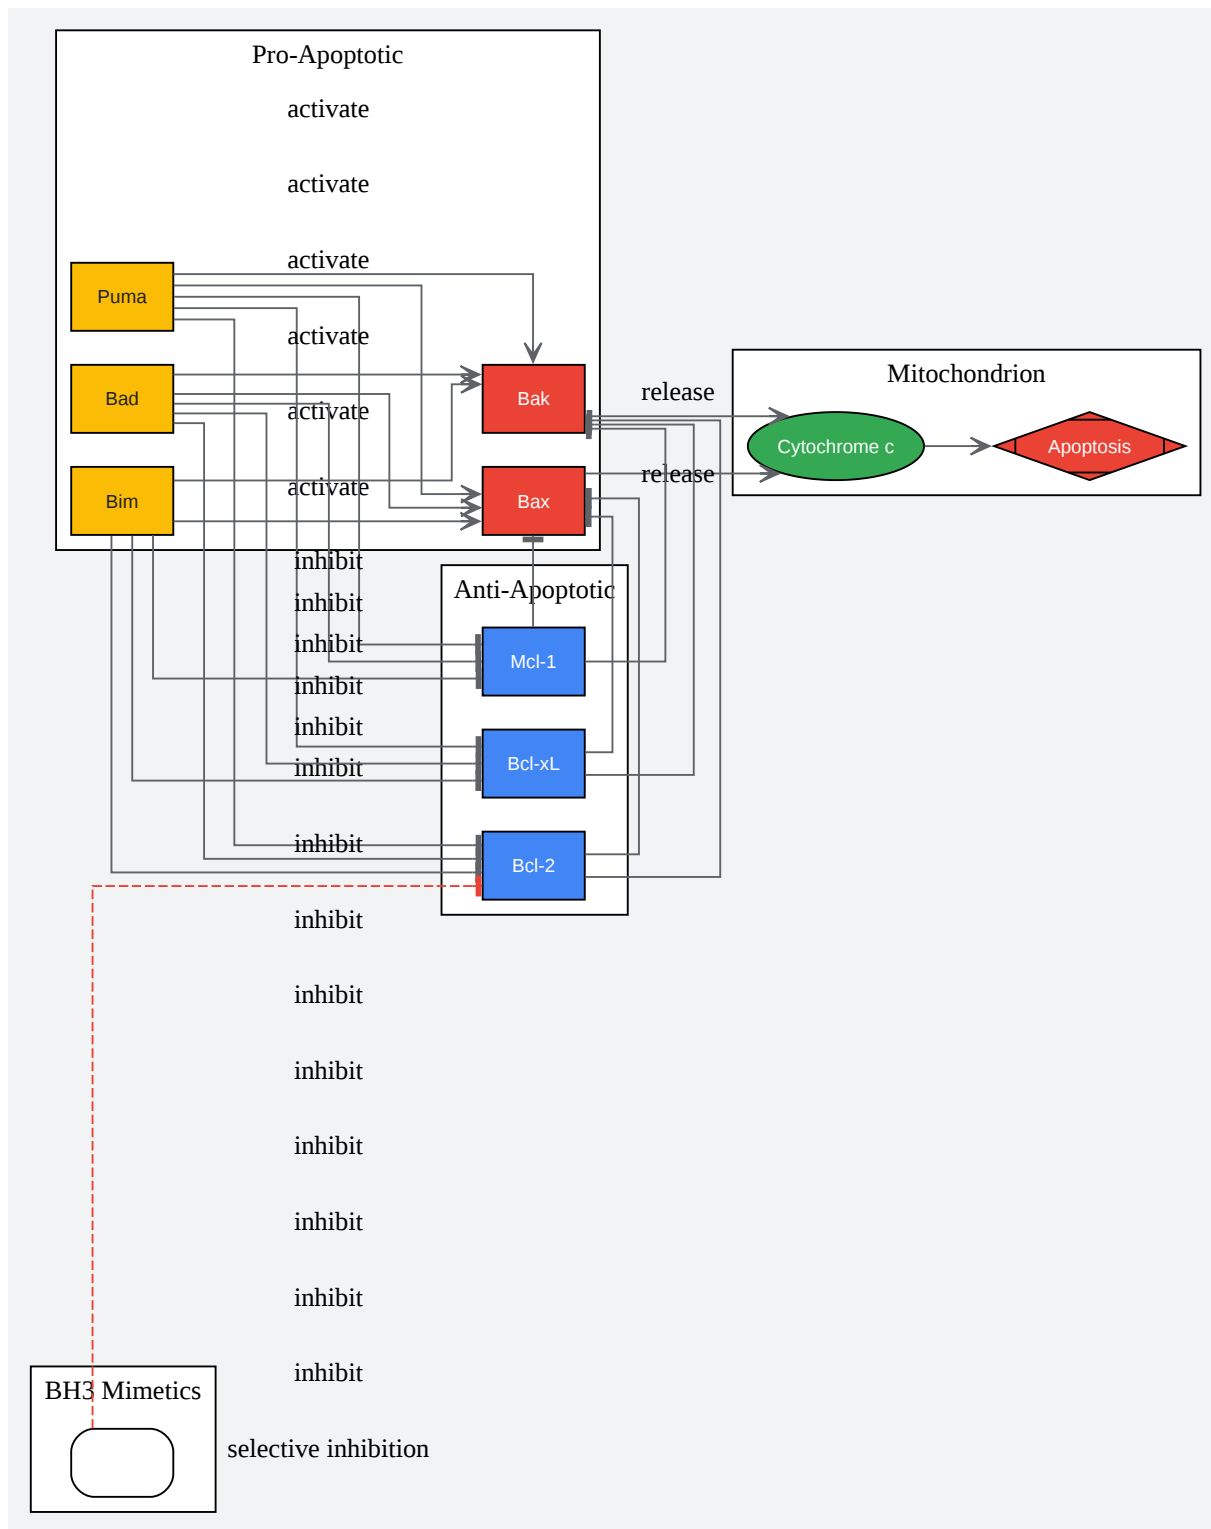 Pro-Apoptotic
activate
activate
activate
Puma
activate
Mitochondrion
Bad
Bak
release
activate
Cytochrome c
Apoptosis
release
activate
Bim
Bax
inhibit
Anti-Apoptotic
inhibit
inhibit
Mcl-1
inhibit
inhibit
Bcl-xL
inhibit
inhibit
Bcl-2
inhibit
inhibit
inhibit
inhibit
inhibit
inhibit
inhibit
BH3 Mimetics
selective inhibition